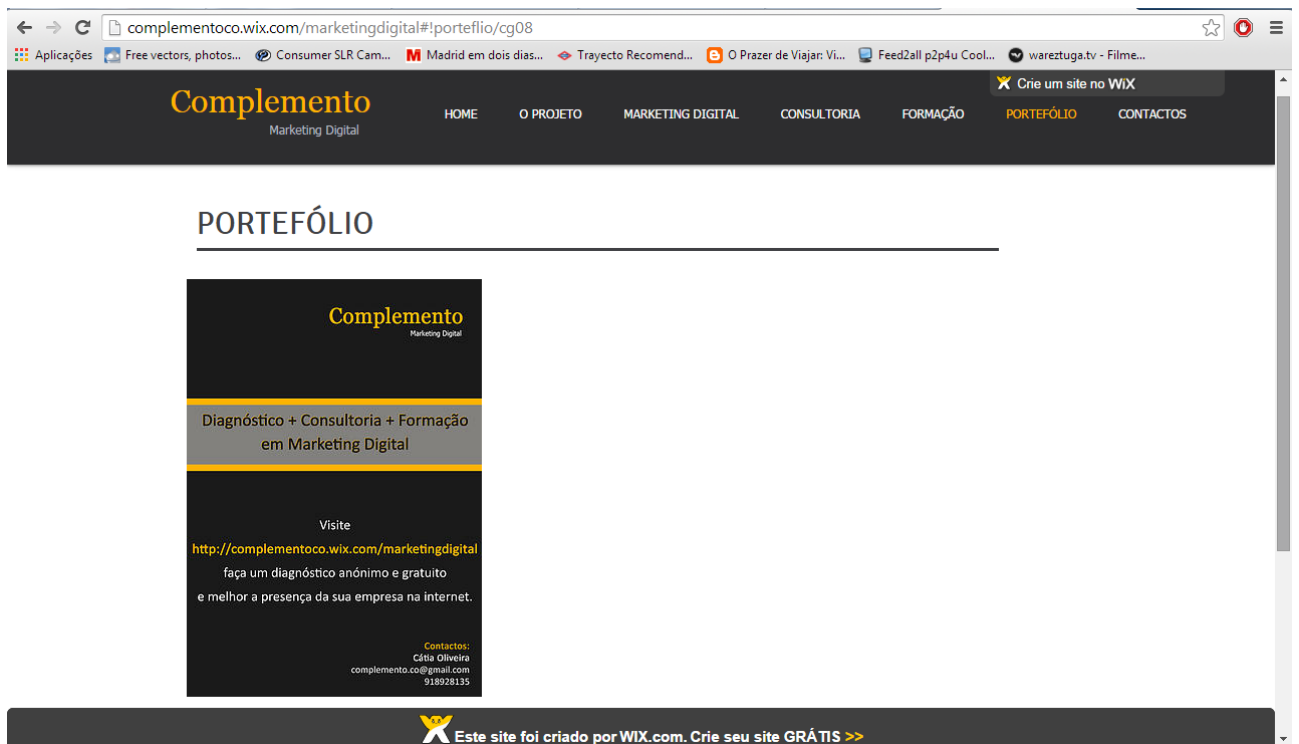 complementoco.wix.com/marketingdigital#!porteflio/cg08
Aplicações Free vectors, photos... Consumer SLR Cam... Madrid em dois dias... Trayecto Recomend... O Prazer de Viajar: Vi... Feed2all p2p4u Cool... wareztuga.tv - Filme...
Crie um site no WiX
Complemento
Marketing Digital
HOME O PROJETO MARKETING DIGITAL CONSULTORIA FORMAÇÃO PORTEFÓLIO CONTACTOS
PORTEFÓLIO
Complemento
Marketing Digital
Diagnóstico + Consultoria + Formação
em Marketing Digital
Visite
http://complementoco.wix.com/marketingdigital
faça um diagnóstico anónimo e gratuito
e melhor a presença da sua empresa na internet.
Contactos:
Cátia Oliveira
complemento.co@gmail.com
918928135
Este site foi criado por WIX.com. Crie seu site GRÁTIS >>